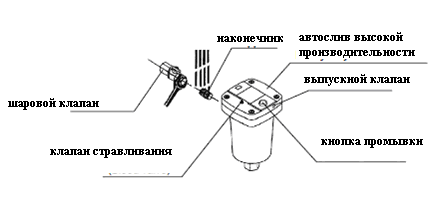 наконечник
автослив высокой
производительности
выпускной клапан
шаровой клапан
клапан стравливания
кнопка промывки